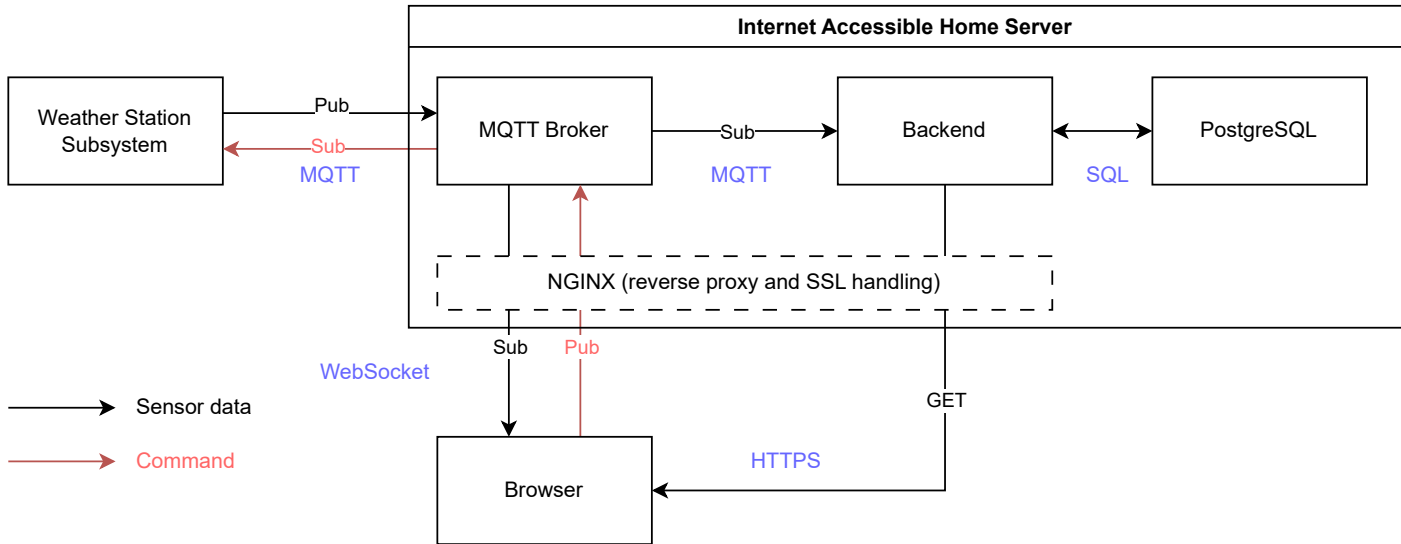 Internet Accessible Home Server
Weather Station
Subsystem
Pub
Sub
MQTT
MQTT Broker
Sub
MQTT
Backend
SQL
PostgreSQL
NGINX (reverse proxy and SSL handling)
Sub
Pub
WebSocket
GET
Sensor data
Command
HTTPS
Browser